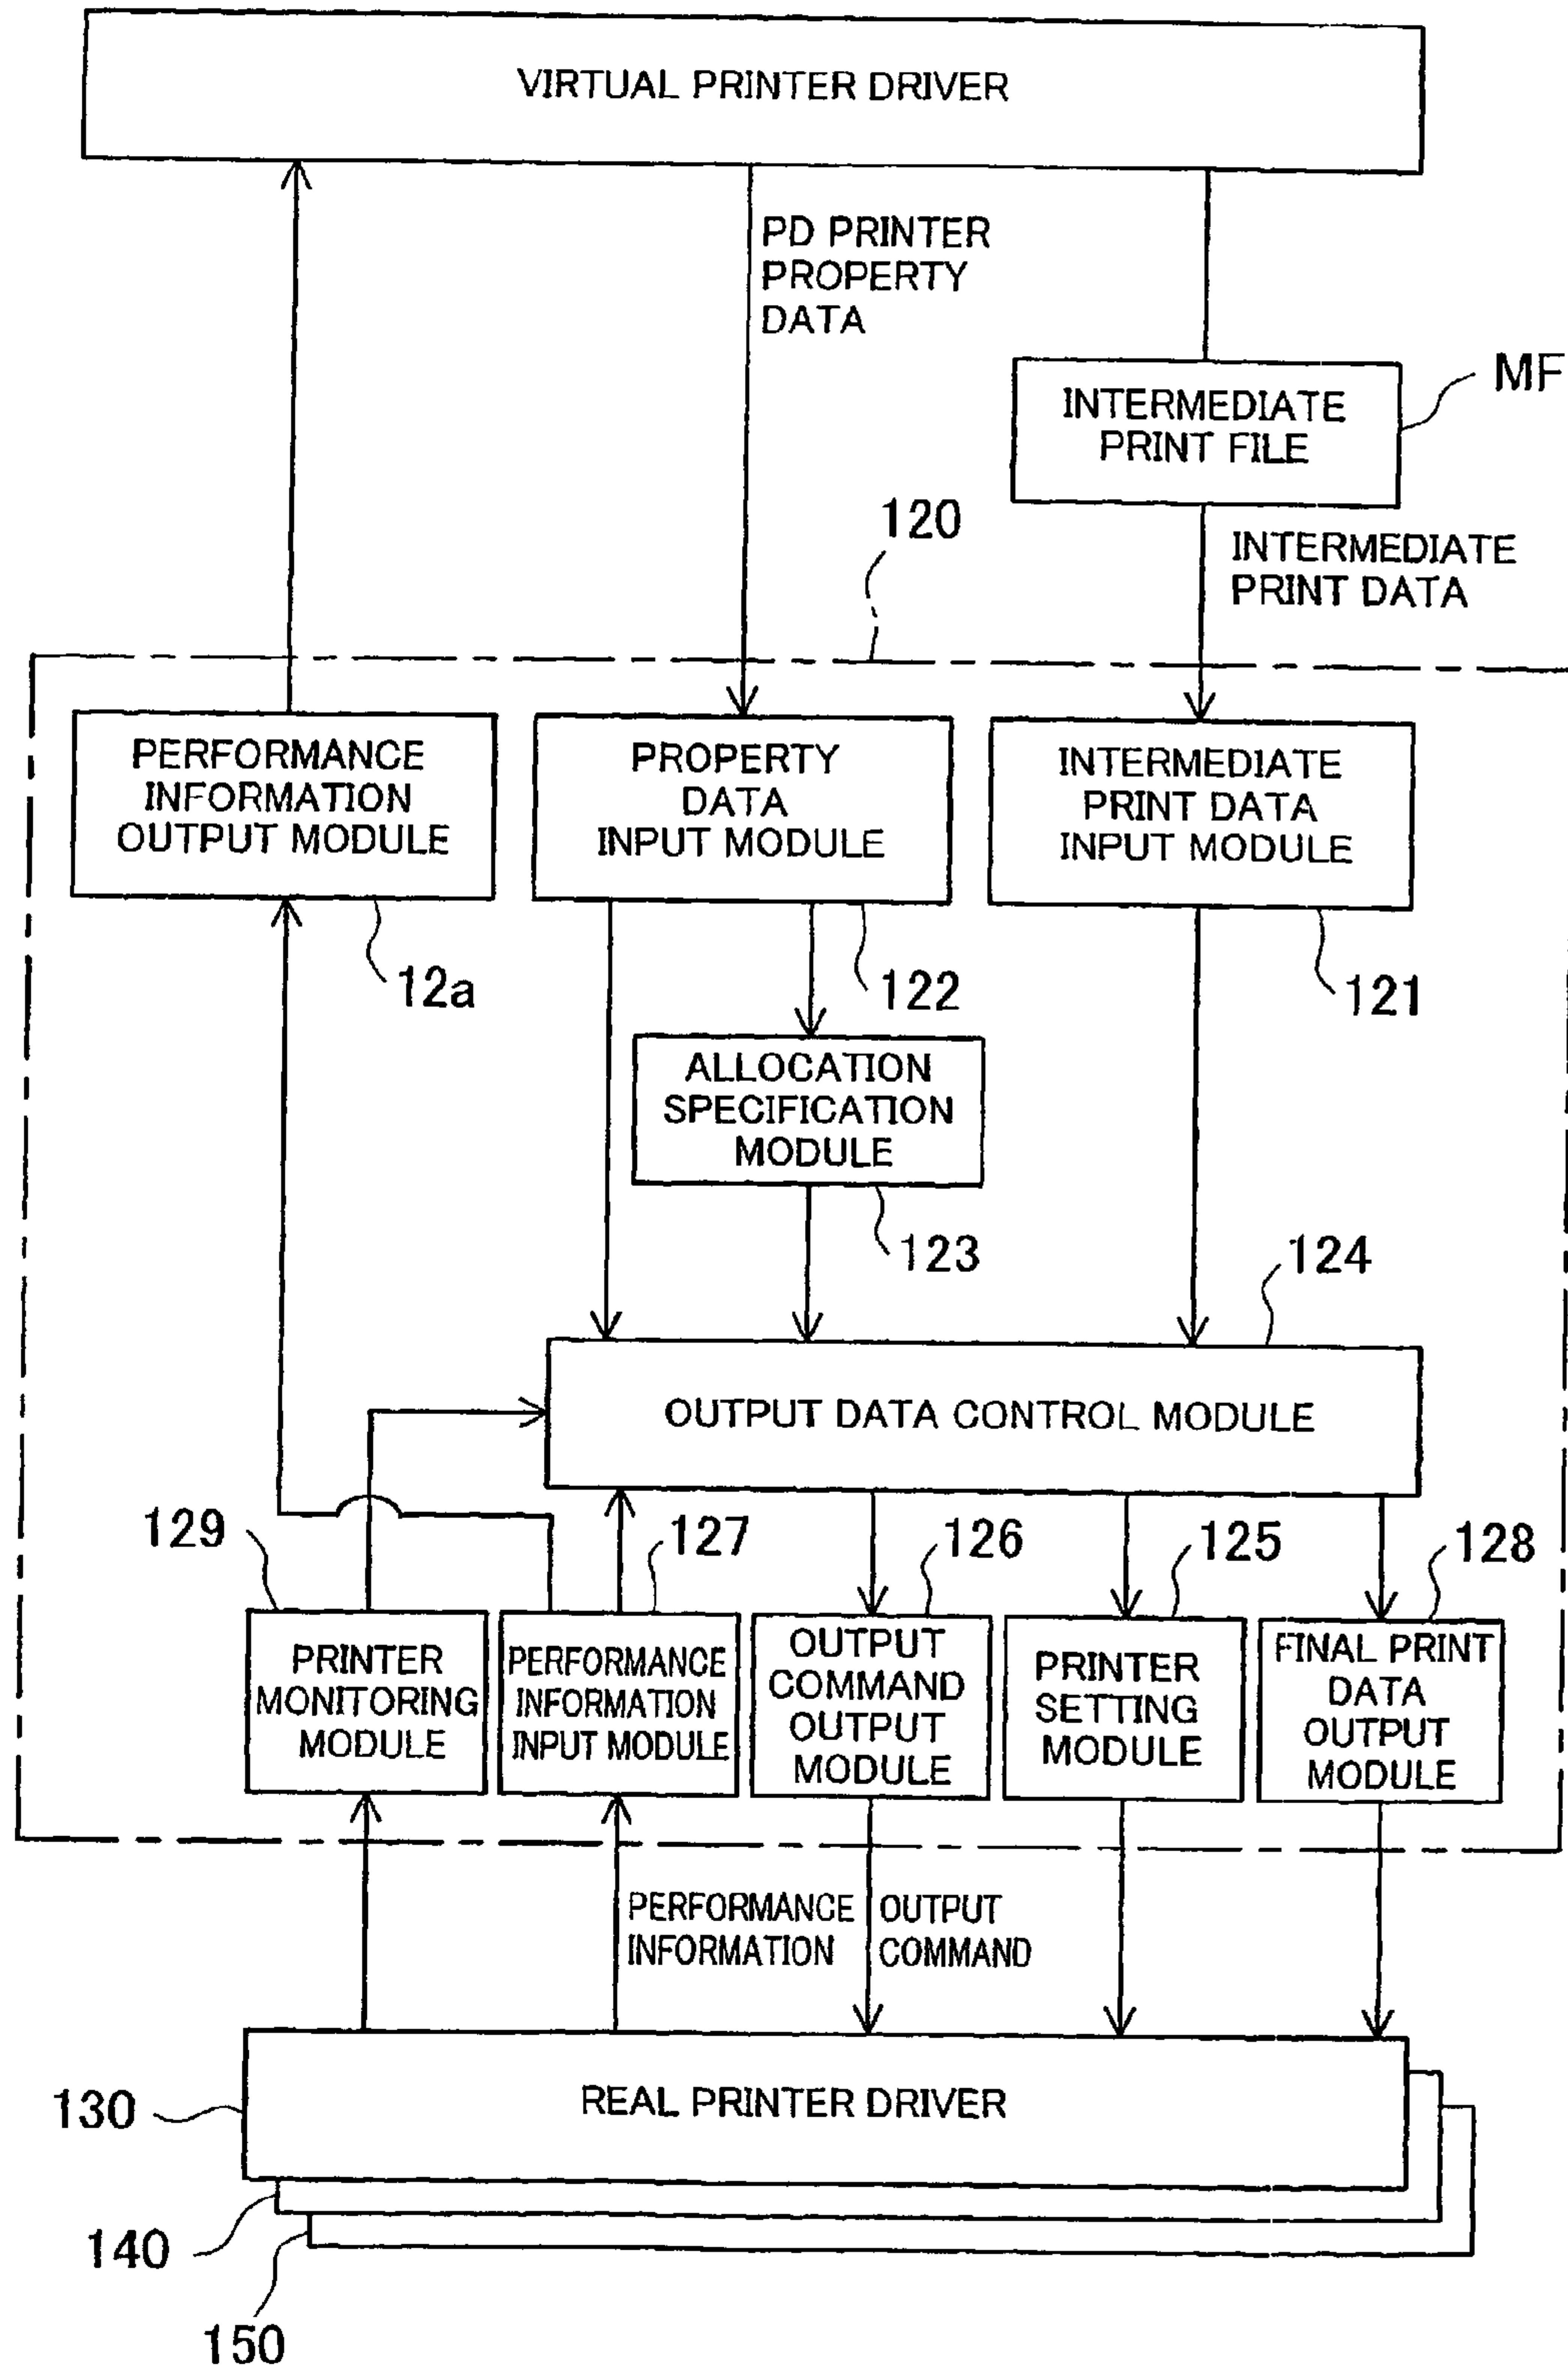 VIRTUAL PRINTER DRIVER
PD PRINTER
PROPERTY
DATA
MF
INTERMEDIATE
PRINT FILE
120
INTERMEDIATE
PRINT DATA
PERFORMANCE
INFORMATION
OUTPUT MODULE
PROPERTY
DATA
INPUT MODULE
INTERMEDIATE
PRINT DATA
INPUT MODULE
12a
122
121
ALLOCATION
SPECIFICATION
MODULE
123
124
OUTPUT DATA CONTROL MODULE
129
127
126
125
128
PRINTER
MONITORING
MODULE
PERFORMANCE
INFORMATION
INPUT MODULE
OUTPUT
COMMAND
OUTPUT
MODULE
PRINTER
SETTING
MODULE
FINAL PRINT
DATA
OUTPUT
MODULE
PERFORMANCE
INFORMATION
OUTPUT
COMMAND
REAL PRINTER DRIVER
130
140
150